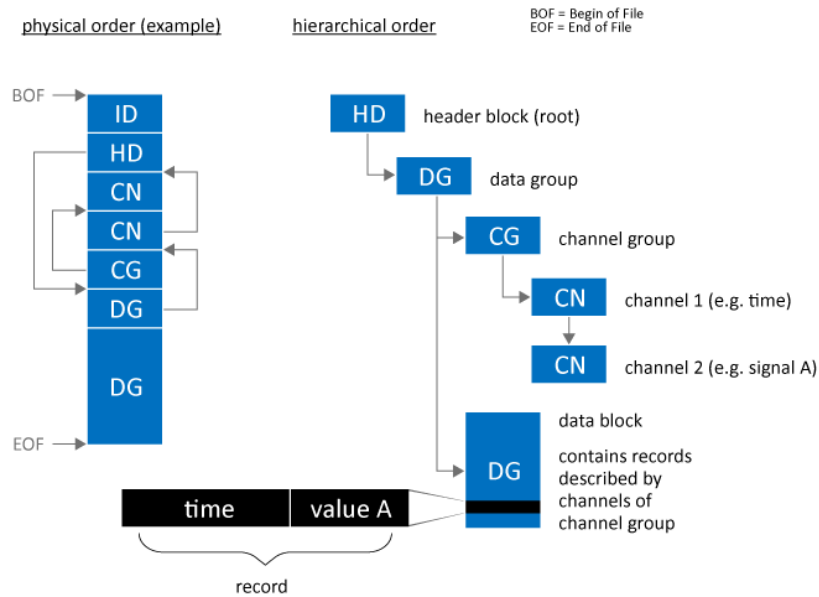 physical order (example)
hierarchical order
BOF = Begin of File
EOF = End of File
BOF
ID
HD
CN
CN
CG
DG
DG
EOF
HD
header block (root)
DG
data group
CG
channel group
CN
channel 1 (e.g. time)
CN
channel 2 (e.g. signal A)
data block
DG
contains records
described by
channels of
channel group
time
value A
record